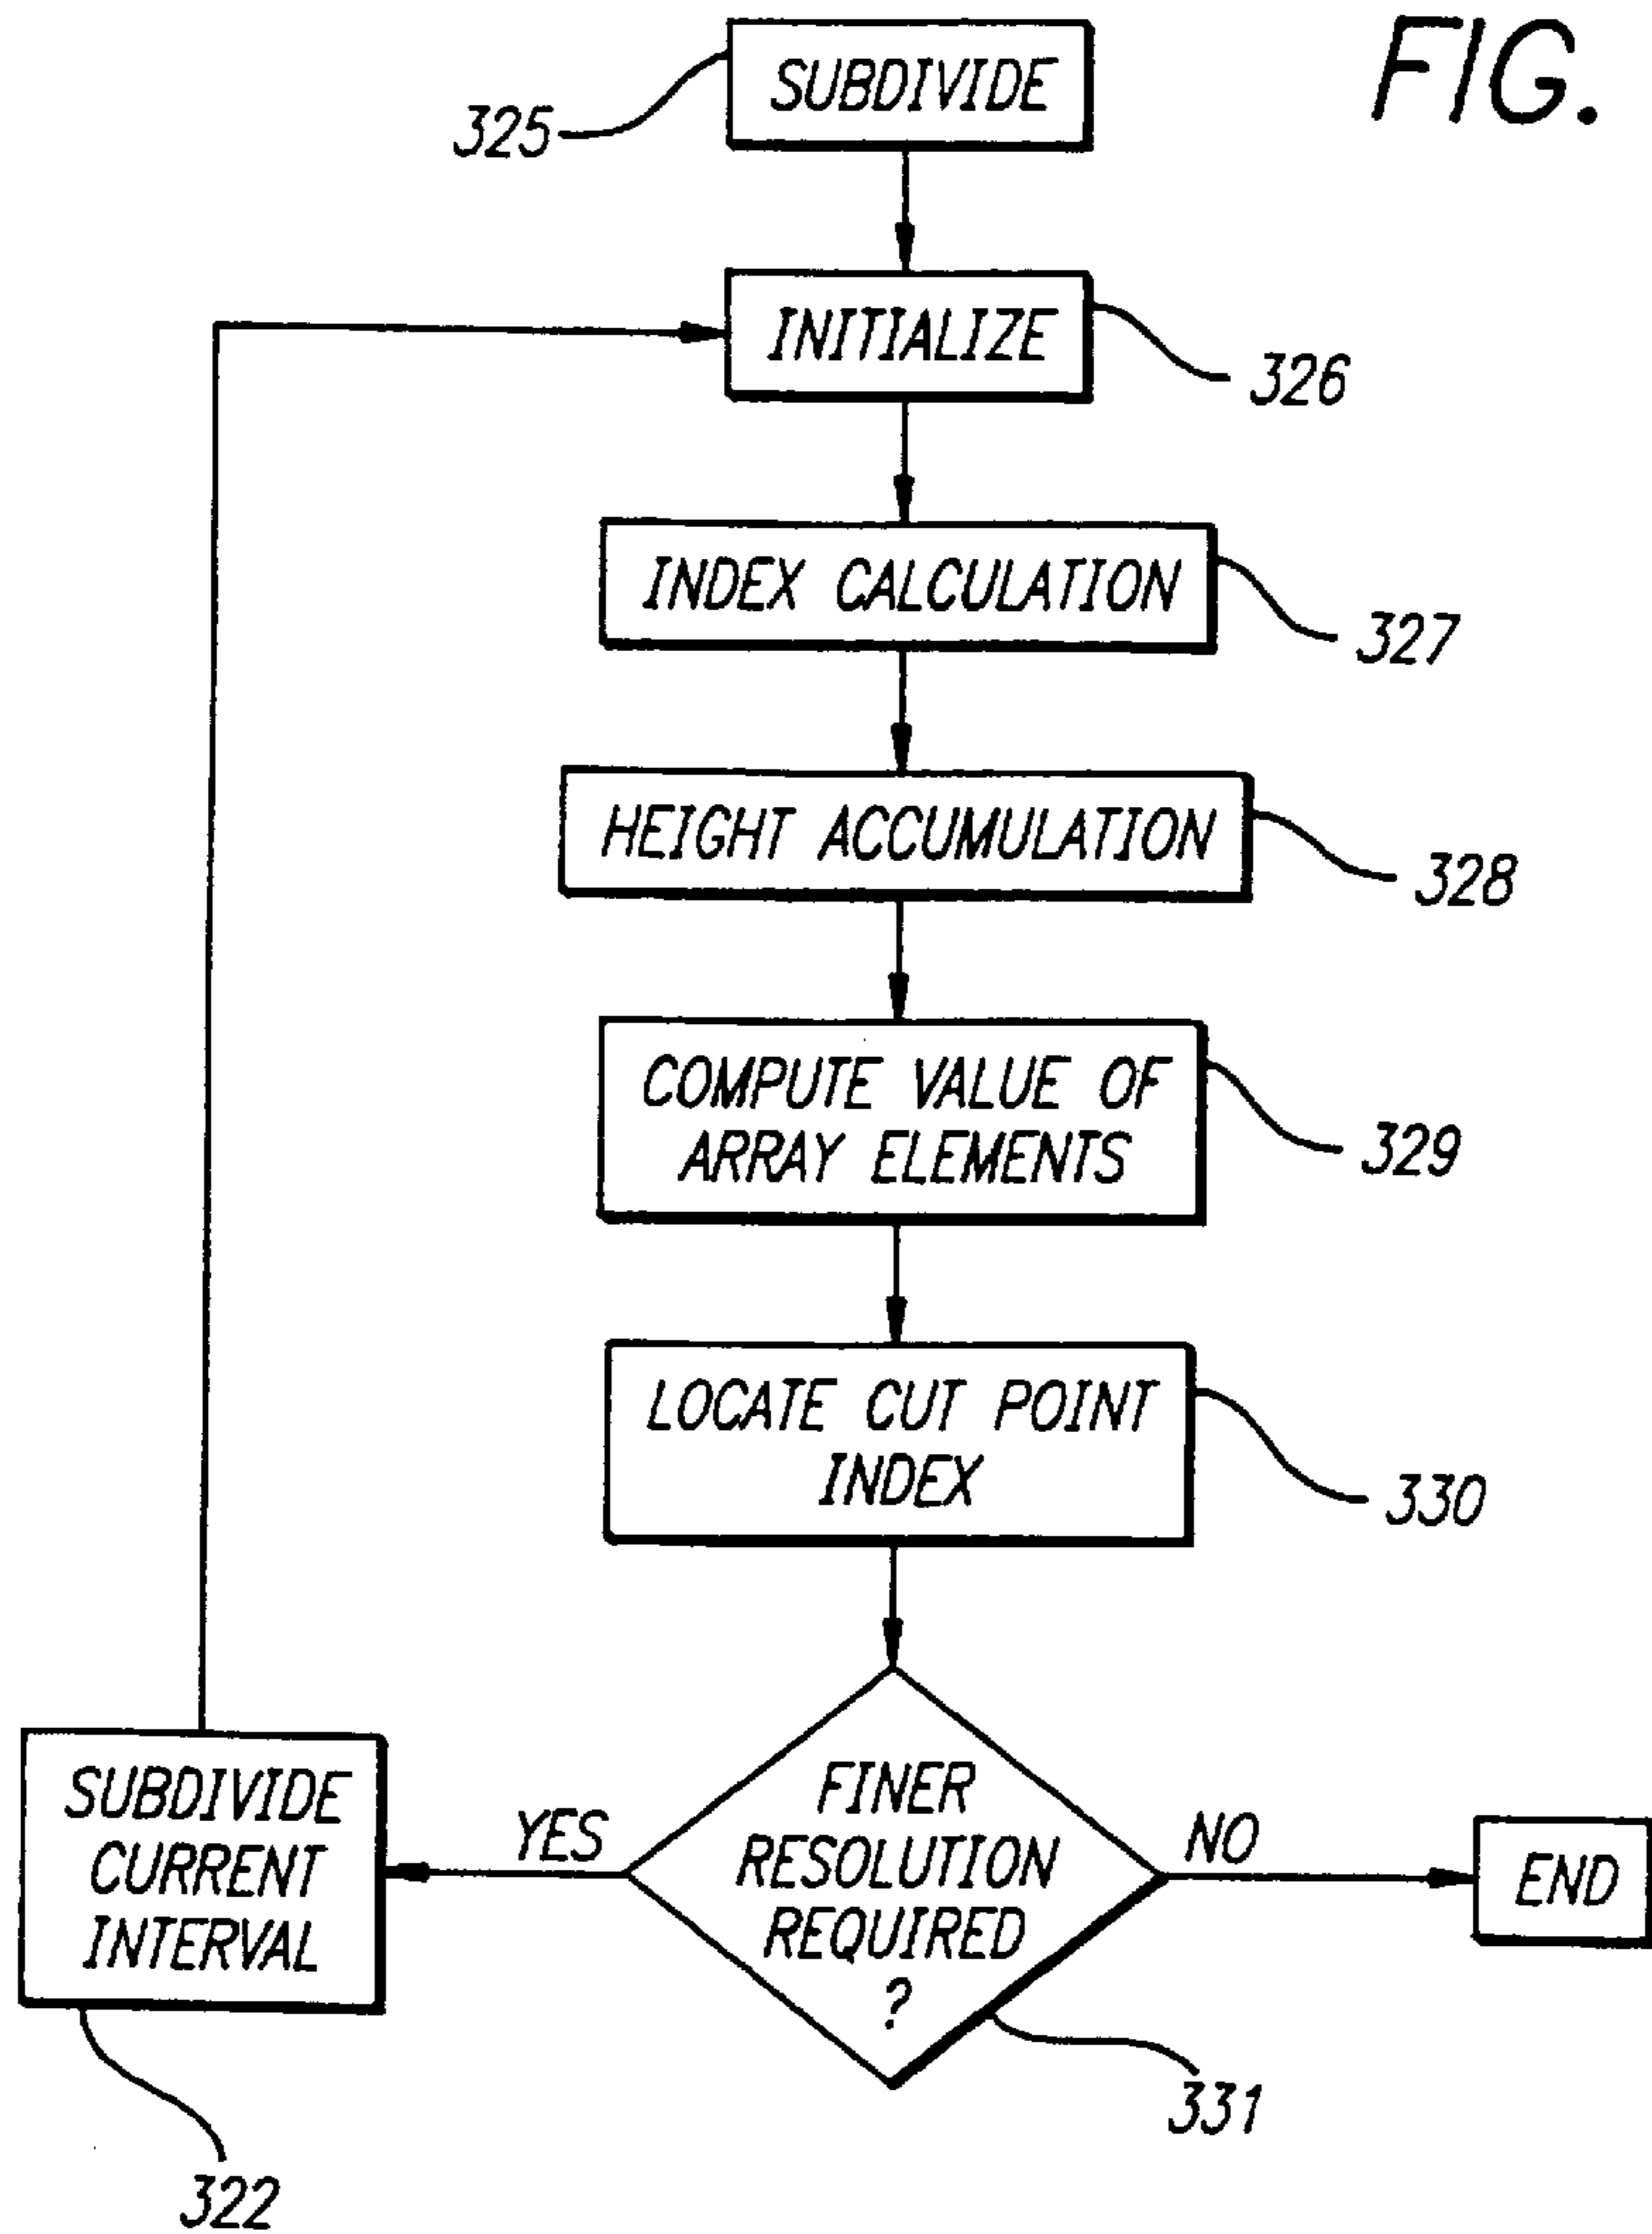 FIG.
SUBDIVIDE
325
INITIALIZE
326
INDEX CALCULATION
327
HEIGHT ACCUMULATION
328
COMPUTE VALUE OF
ARRAY ELEMENTS
329
LOCATE CUT POINT
INDEX
330
FINER
RESOLUTION
REQUIRED
?
331
YES
NO
SUBDIVIDE
CURRENT
INTERVAL
322
END